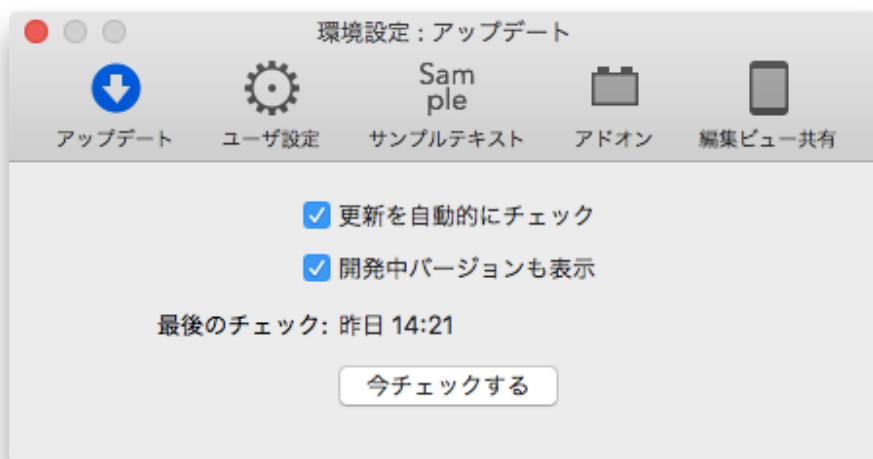 環境設定 : アップデート
Sam
ple
アップデート ユーザ設定 サンプルテキスト アドオン 編集ビュー共有
更新を自動的にチェック
開発中バージョンも表示
最後のチェック: 昨日 14:21
今チェックする